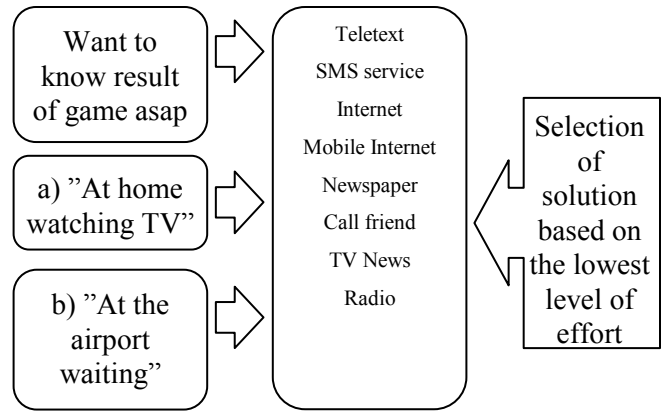 Want to
know result
of game asap
a) ”At home
watching TV”
b) ”At the
airport
waiting”
Teletext
SMS service
Internet
Mobile Internet
Newspaper
Call friend
TV News
Radio
Selection
of
solution
based on
the lowest
level of
effort